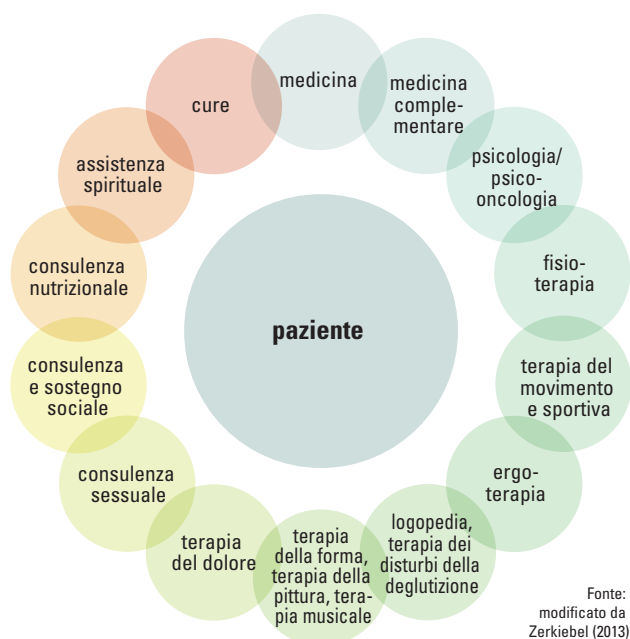 medicina
medicina
comple-
mentare
psicologia/
psico-
oncologia
fisio-
terapia
terapia del
movimento
e sportiva
ergo-
terapia
logopedia,
terapia dei
disturbi della
deglutizione
terapia
della forma,
terapia della
pittura, tera-
pia musicale
terapia
del dolore
consulenza
sessuale
consulenza
e sostegno
sociale
consulenza
nutrizionale
assistenza
spirituale
cure
paziente
Fonte:
modificato da
Zerkiebel (2013)